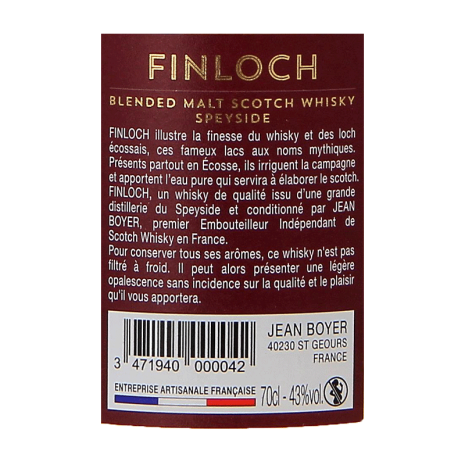 FINLOCH
BLENDED MALT SCOTCH WHISKY
SPEYSIDE
FINLOCH illustre la finesse du whisky et des loch
écossais, ces fameux lacs aux noms mythiques.
Présents partout en Écosse, ils irriguent la campagne
et apportent l'eau pure qui servira à élaborer le scotch.
FINLOCH, un whisky de qualité issu d'une grande
distillerie du Speyside et conditionné par JEAN
BOYER, premier Embouteilleur Indépendant de
Scotch Whisky en France.
Pour conserver tous ses arômes, ce whisky n'est pas
filtré à froid. Il peut alors présenter une légère
opalescence sans incidence sur la qualité et le plaisir
qu'il vous apportera.
JEAN BOYER
40230 ST GEOURS
FRANCE
3 471940 000042
ENTREPRISE ARTISANALE FRANÇAISE
70cl - 43%vol.